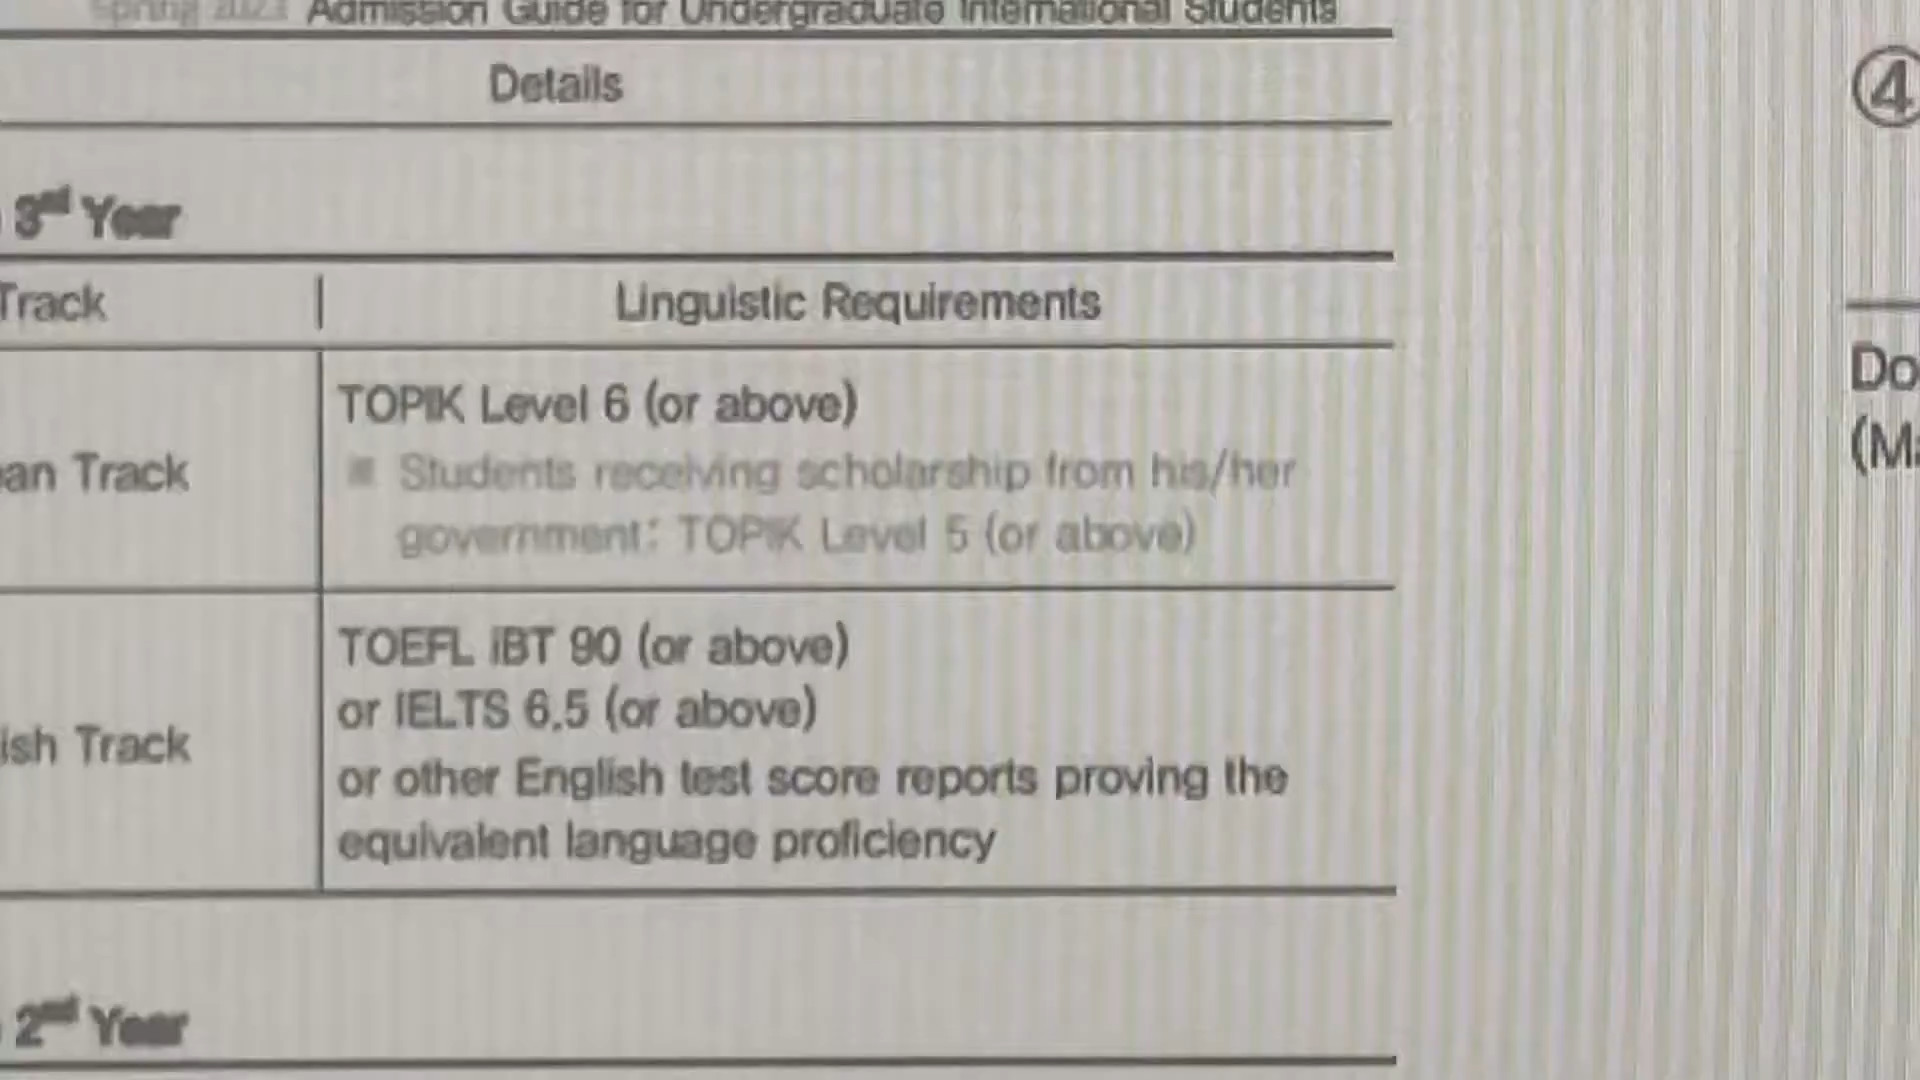 Spring 2023 Admission Guide for Undergraduate International Students
Details
3rd Year
Track
Linguistic Requirements
TOPIK Level 6 (or above)
an Track
■ Students receiving scholarship from his/her
government: TOPIK Level 5 (or above)
TOEFL iBT 90 (or above)
or IELTS 6.5 (or above)
ish Track
or other English test score reports proving the
equivalent language proficiency
2nd Year
④
Do
(Ma